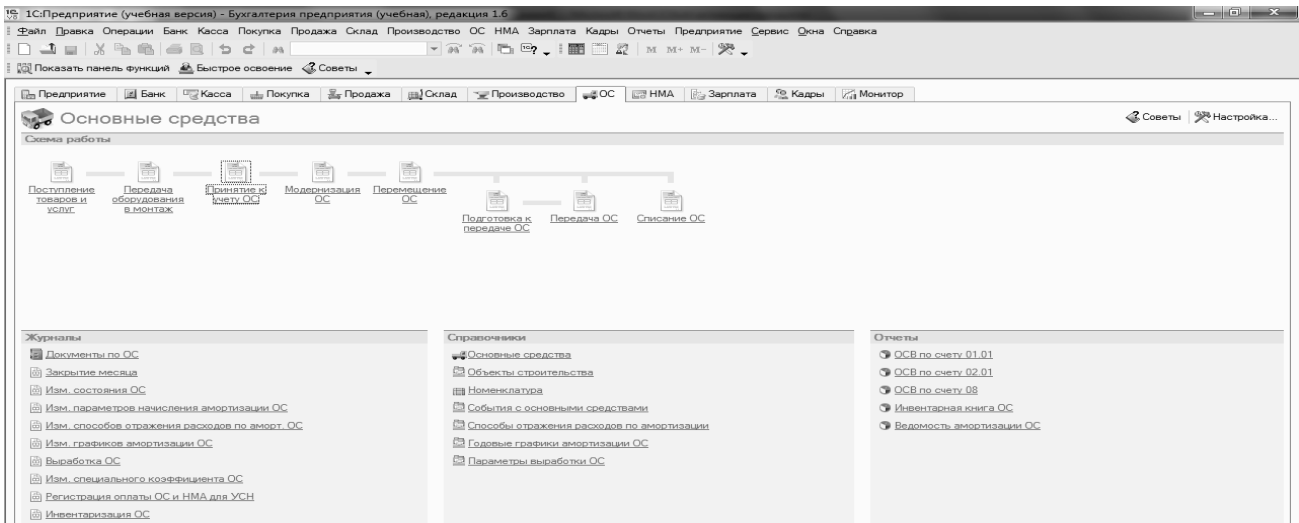 1С:Предприятие (учебная версия) - Бухгалтерия предприятия (учебная), редакция 1.6
Файл Правка Операции Банк Касса Покупка Продажа Склад Производство ОС НМА Зарплата Кадры Отчеты Предприятие Сервис Окна Справка
M M+ M-
Показать панель функций Быстрое освоение Советы
Предприятие Банк Касса Покупка Продажа Склад Производство ОС НМА Зарплата Кадры Монитор
Основные средства Советы Настройка...
Схема работы
Поступление товаров и услуг
Передача оборудования в монтаж
Принятие к учету ОС
Модернизация ОС
Перемещение ОС
Подготовка к передаче ОС
Передача ОС
Списание ОС
Журналы
Документы по ОС
Закрытие месяца
Изм. состояния ОС
Изм. параметров начисления амортизации ОС
Изм. способов отражения расходов по аморт. ОС
Изм. графиков амортизации ОС
Выработка ОС
Изм. специального коэффициента ОС
Регистрация оплаты ОС и НМА для УСН
Инвентаризация ОС
Справочники
Основные средства
Объекты строительства
Номенклатура
События с основными средствами
Способы отражения расходов по амортизации
Годовые графики амортизации ОС
Параметры выработки ОС
Отчеты
ОСВ по счету 01.01
ОСВ по счету 02.01
ОСВ по счету 08
Инвентарная книга ОС
Ведомость амортизации ОС